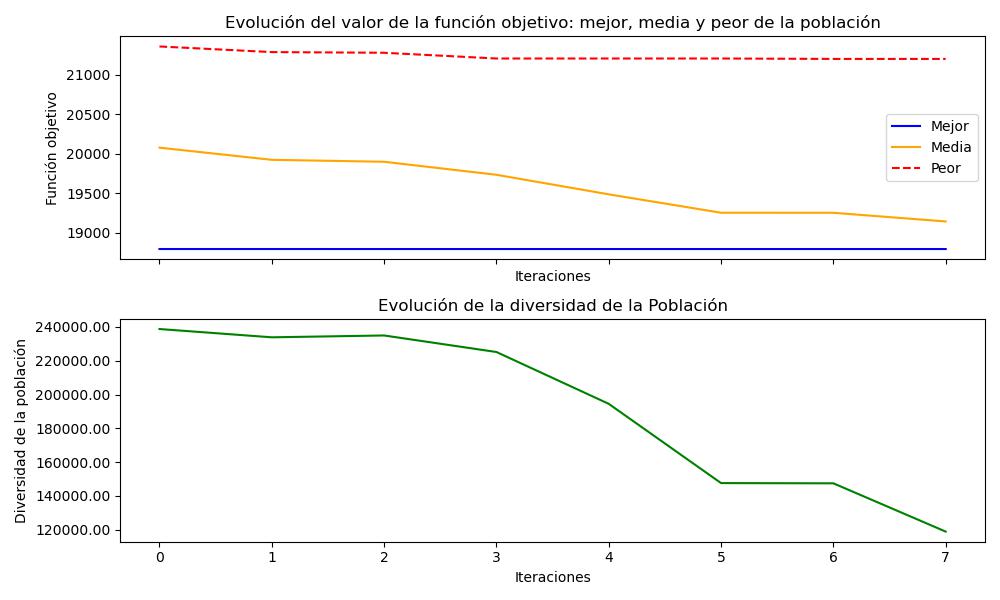 Evolución del valor de la función objetivo: mejor, media y peor de la población
Función objetivo
21000
20500
20000
19500
19000
Mejor
Media
Peor
Iteraciones
Evolución de la diversidad de la Población
Diversidad de la población
240000.00
220000.00
200000.00
180000.00
160000.00
140000.00
120000.00
0 1 2 3 4 5 6 7
Iteraciones